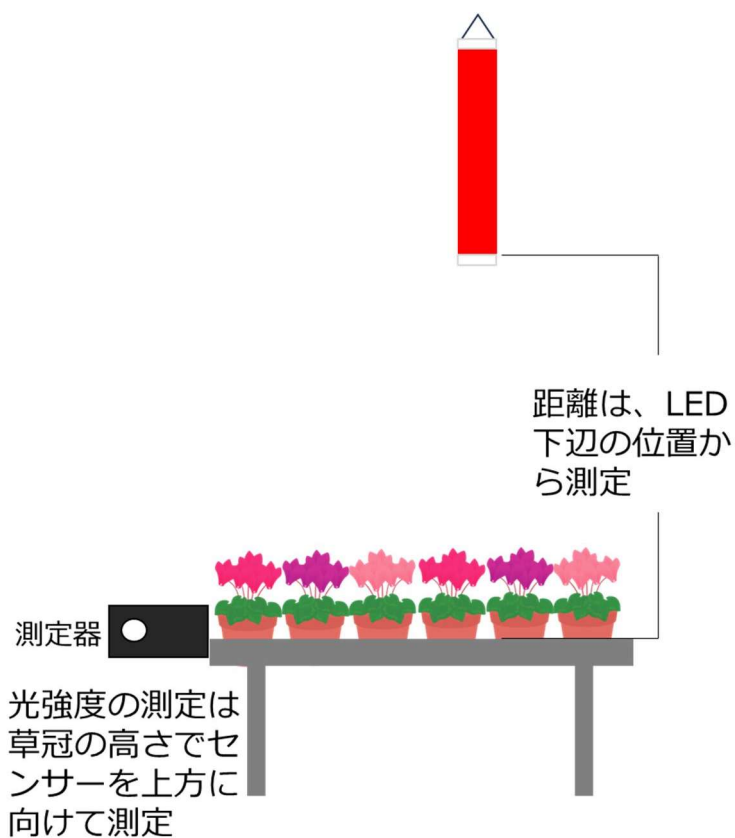 距離は、LED
下辺の位置か
ら測定
測定器
光強度の測定は
草冠の高さでセ
ンサーを上方に
向けて測定